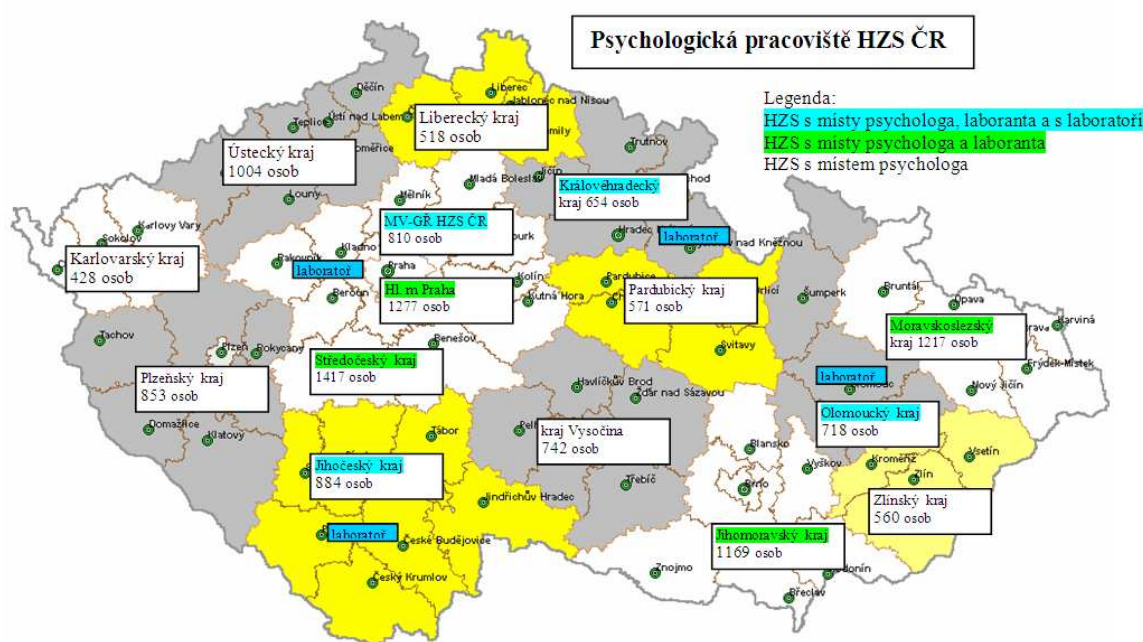 Psychologická pracoviště HZS ČR
Legenda:
HZS s místy psychologa, laboranta a s laboratoří
HZS s místy psychologa a laboranta
HZS s místem psychologa
Děčín
Liberec
Jablonec nad Nisou
Liberecký kraj
518 osob
Ústí nad Labem
Teplice
Ústecký kraj
1004 osob
Louny
Trutnov
Jičín
Mladá Boleslav
Mělník
Královéhradecký
kraj 654 osob
MV-GŘ HZS ČR
810 osob
Hradec
laboratoř
nad Kněžnou
Karlovy Vary
Sokolov
Karlovarský kraj
428 osob
Rakovník
Kladno
laboratoř
Praha
Beroun
Hl. m Praha
1277 osob
Kolín
Kutná Hora
Pardubice
Pardubický kraj
571 osob
Svitavy
Šumperk
Bruntál
Opava
Karviná
Moravskoslezský
kraj 1217 osob
Frýdek-Místek
Nový Jičín
Tachov
Plzeň
Rokycany
Plzeňský kraj
853 osob
Domažlice
Klatovy
Benešov
Středočeský kraj
1417 osob
Havlíčkův Brod
Žďár nad Sázavou
kraj Vysočina
742 osob
Třebíč
laboratoř
Olomoucký kraj
718 osob
Tábor
Jihočeský kraj
884 osob
Jindřichův Hradec
laboratoř
České Budějovice
Český Krumlov
Blansko
Vyškov
Brno
Kroměříž
Vsetín
Zlín
Zlínský kraj
560 osob
Jihomoravský kraj
1169 osob
Znojmo
Břeclav